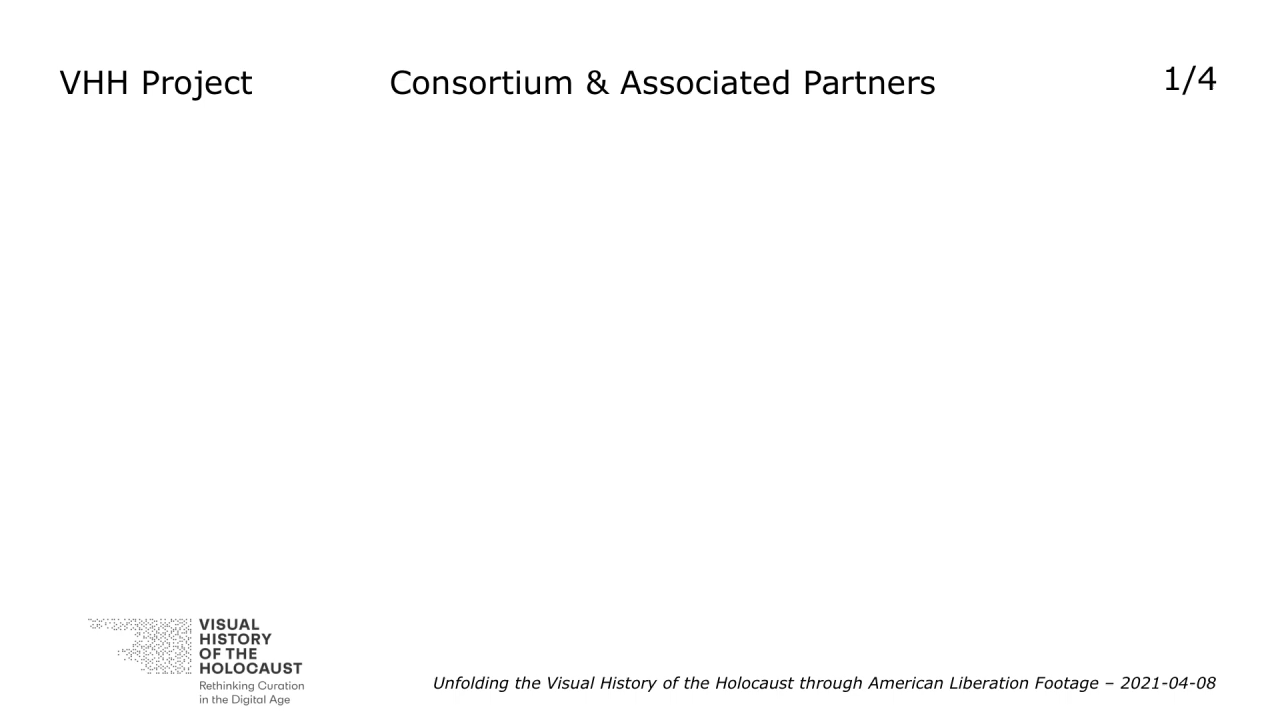 VHH Project
Consortium & Associated Partners
1/4
VISUAL
HISTORY
OF THE
HOLOCAUST
Rethinking Curation
in the Digital Age
Unfolding the Visual History of the Holocaust through American Liberation Footage – 2021-04-08